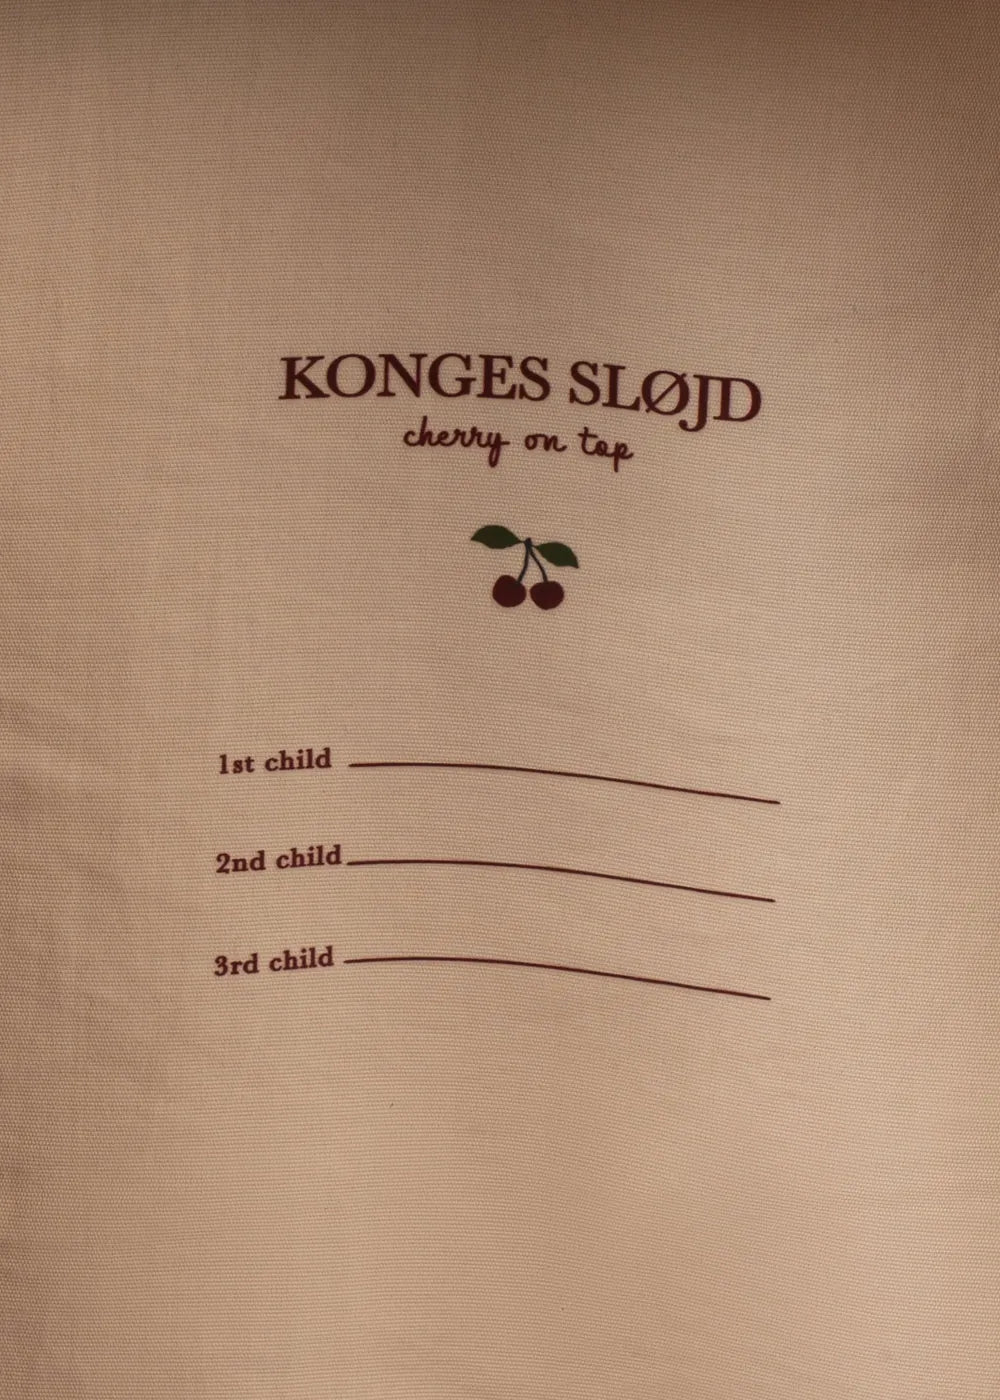 KONGES SLØJD
cherry on top
1st child
2nd child
3rd child